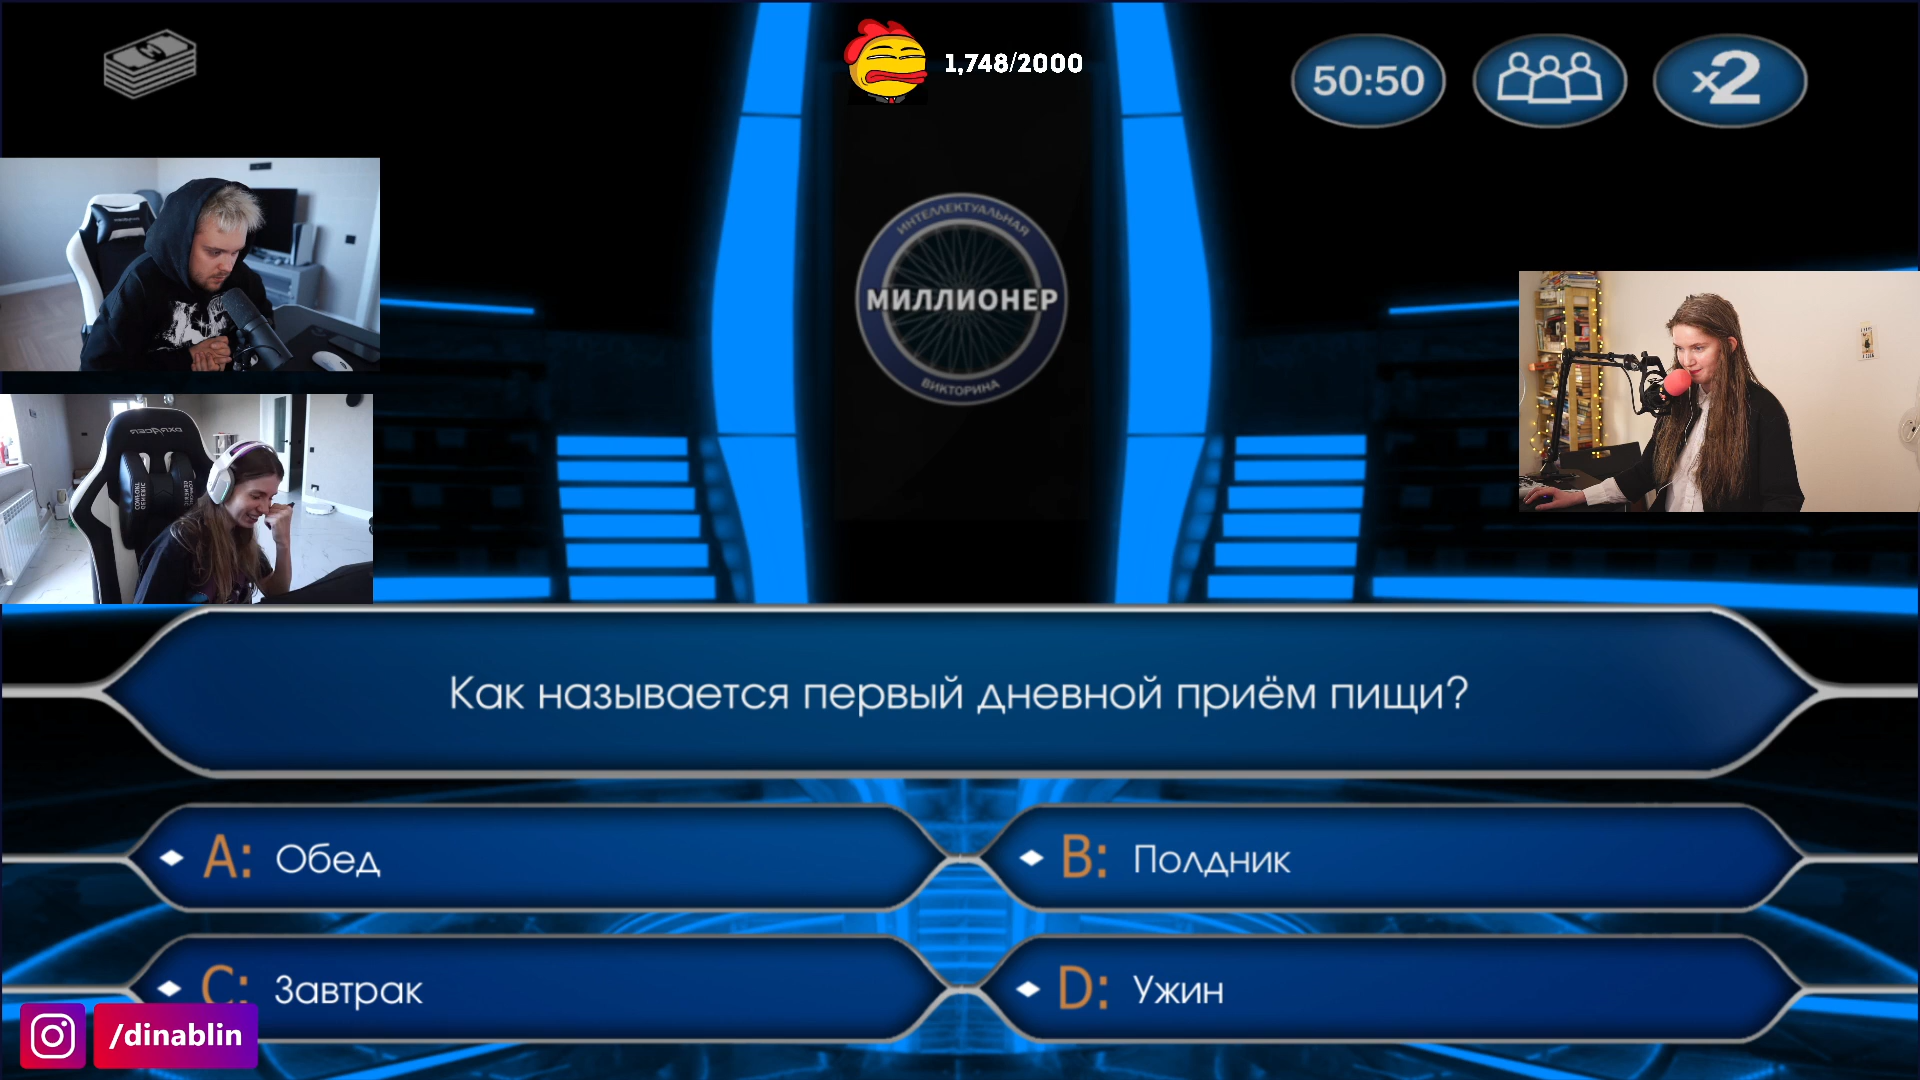 1,748/2000
50:50
x2
ИНТЕЛЛЕКТУАЛЬНАЯ
МИЛЛИОНЕР
ВИКТОРИНА
Как называется первый дневной приём пищи?
A: Обед
B: Полдник
C: Завтрак
D: Ужин
/dinablin